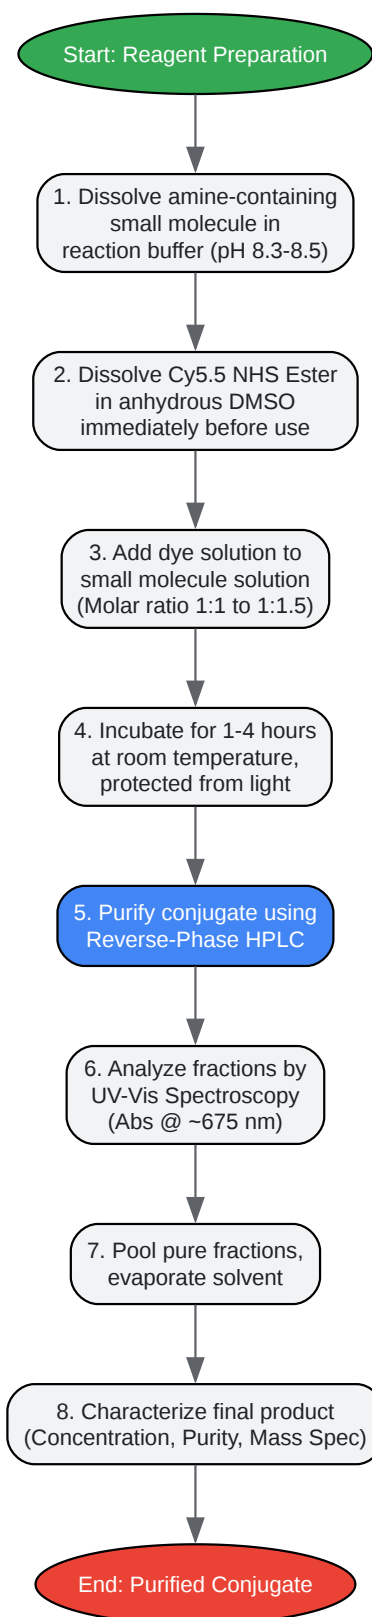 Start: Reagent Preparation
1. Dissolve amine-containing
small molecule in
reaction buffer (pH 8.3-8.5)
2. Dissolve Cy5.5 NHS Ester
in anhydrous DMSO
immediately before use
3. Add dye solution to
small molecule solution
(Molar ratio 1:1 to 1:1.5)
4. Incubate for 1-4 hours
at room temperature,
protected from light
5. Purify conjugate using
Reverse-Phase HPLC
6. Analyze fractions by
UV-Vis Spectroscopy
(Abs @ ~675 nm)
7. Pool pure fractions,
evaporate solvent
8. Characterize final product
(Concentration, Purity, Mass Spec)
End: Purified Conjugate